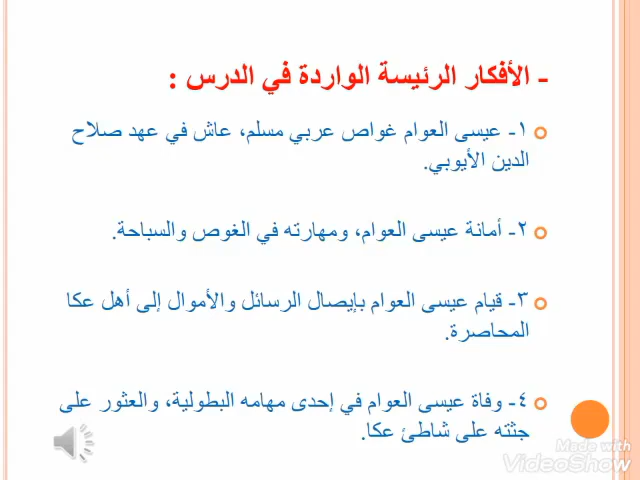 - الأفكار الرئيسة الواردة في الدرس :
١- عيسى العوام غواص عربي مسلم، عاش في عهد صلاح
الدين الأيوبي.
٢- أمانة عيسى العوام، ومهارته في الغوص والسباحة.
٣- قيام عيسى العوام بإيصال الرسائل والأموال إلى أهل عكا
المحاصرة.
٤- وفاة عيسى العوام في إحدى مهامه البطولية، والعثور على
جثته على شاطئ عكا.
Made with
VideoShow